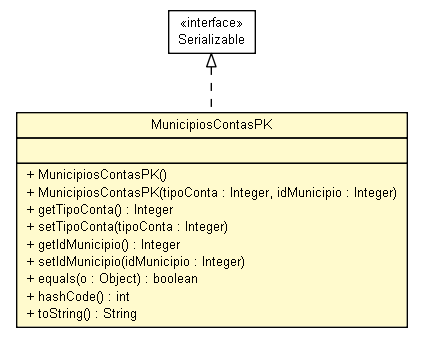 «interface»
Serializable
MunicipiosContasPK
+ MunicipiosContasPK()
+ MunicipiosContasPK(tipoConta : Integer, idMunicipio : Integer)
+ getTipoConta() : Integer
+ setTipoConta(tipoConta : Integer)
+ getIdMunicipio() : Integer
+ setIdMunicipio(idMunicipio : Integer)
+ equals(o : Object) : boolean
+ hashCode() : int
+ toString() : String